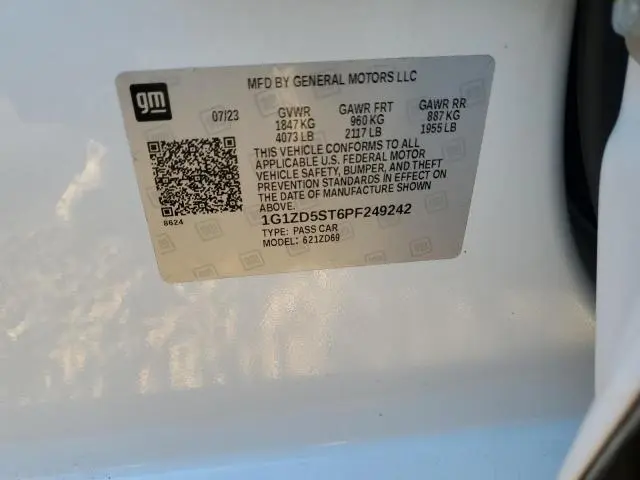 MFD BY GENERAL MOTORS LLC
gm
07/23 GVWR GAWR FRT GAWR RR
1847 KG 960 KG 887 KG
4073 LB 2117 LB 1955 LB
THIS VEHICLE CONFORMS TO ALL
APPLICABLE U.S. FEDERAL MOTOR
VEHICLE SAFETY, BUMPER, AND THEFT
PREVENTION STANDARDS IN EFFECT ON
THE DATE OF MANUFACTURE SHOWN
ABOVE.
8624
1G1ZD5ST6PF249242
TYPE: PASS CAR
MODEL: 621ZD69